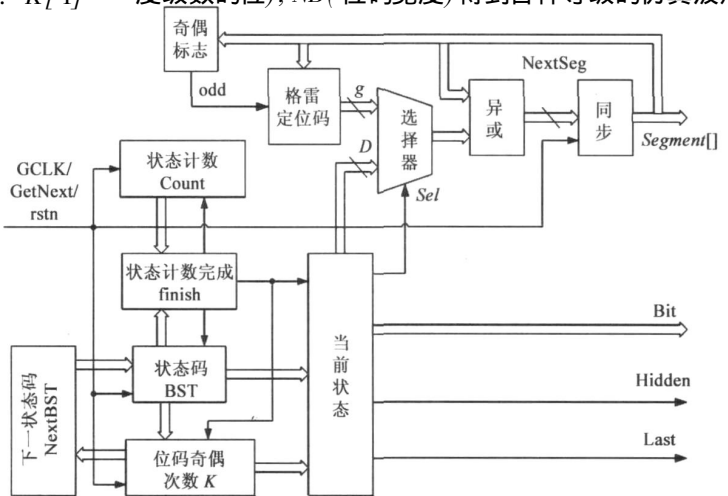 奇偶
标志
NextSeg
odd
格雷
定位码
g
选
择
器
异
或
同
步
Segment[]
D
状态计数
Count
GCLK/
GetNext/
rstn
Sel
状态计数完成
finish
当
前
状
态
Bit
下一状态码
NextBST
状态码
BST
Hidden
位码奇偶
次数 K
Last